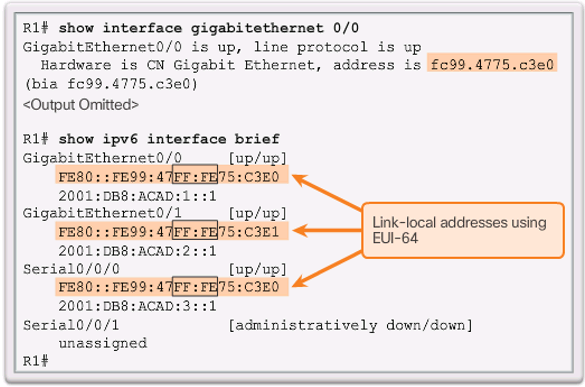 R1# show interface gigabitethernet 0/0
GigabitEthernet0/0 is up, line protocol is up
Hardware is CN Gigabit Ethernet, address is fc99.4775.c3e0
(bia fc99.4775.c3e0)
<Output Omitted>
R1# show ipv6 interface brief
GigabitEthernet0/0 [up/up]
FE80::FE99:47FF:FE75:C3E0
2001:DB8:ACAD:1::1
GigabitEthernet0/1 [up/up]
FE80::FE99:47FF:FE75:C3E1
2001:DB8:ACAD:2::1
Serial0/0/0 [up/up]
FE80::FE99:47FF:FE75:C3E0
2001:DB8:ACAD:3::1
Serial0/0/1 [administratively down/down]
unassigned
R1#
Link-local addresses using
EUI-64